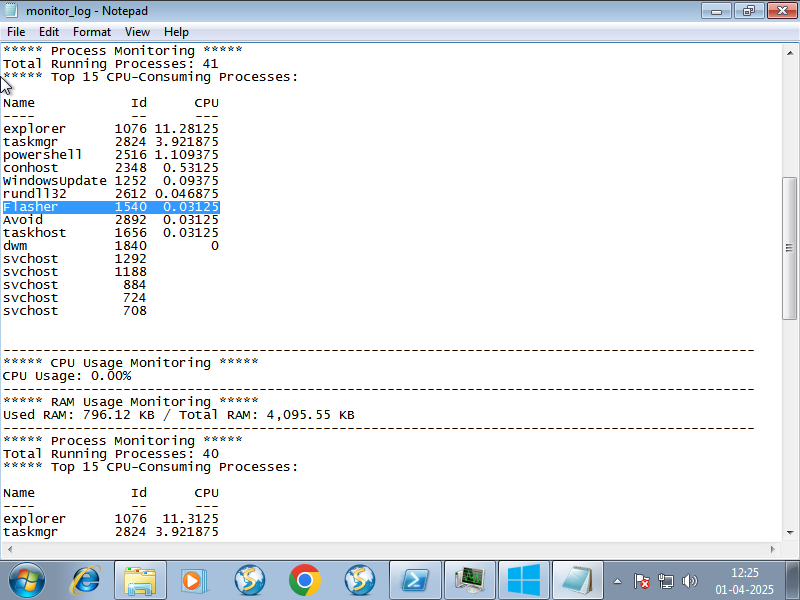 monitor_log - Notepad
File Edit Format View Help
***** Process Monitoring *****
Total Running Processes: 41
***** Top 15 CPU-Consuming Processes:
Name Id CPU
---- -- ---
explorer 1076 11.28125
taskmgr 2824 3.921875
powershell 2516 1.109375
conhost 2348 0.53125
WindowsUpdate 1252 0.09375
rundll32 2612 0.046875
Flasher 1540 0.03125
Avoid 2892 0.03125
taskhost 1656 0.03125
dwm 1840 0
svchost 1292
svchost 1188
svchost 884
svchost 724
svchost 708
-----------------------------------------------------------------------------------------------
***** CPU Usage Monitoring *****
CPU Usage: 0.00%
-----------------------------------------------------------------------------------------------
***** RAM Usage Monitoring *****
Used RAM: 796.12 KB / Total RAM: 4,095.55 KB
-----------------------------------------------------------------------------------------------
***** Process Monitoring *****
Total Running Processes: 40
***** Top 15 CPU-Consuming Processes:
Name Id CPU
---- -- ---
explorer 1076 11.3125
taskmgr 2824 3.921875
12:25
01-04-2025